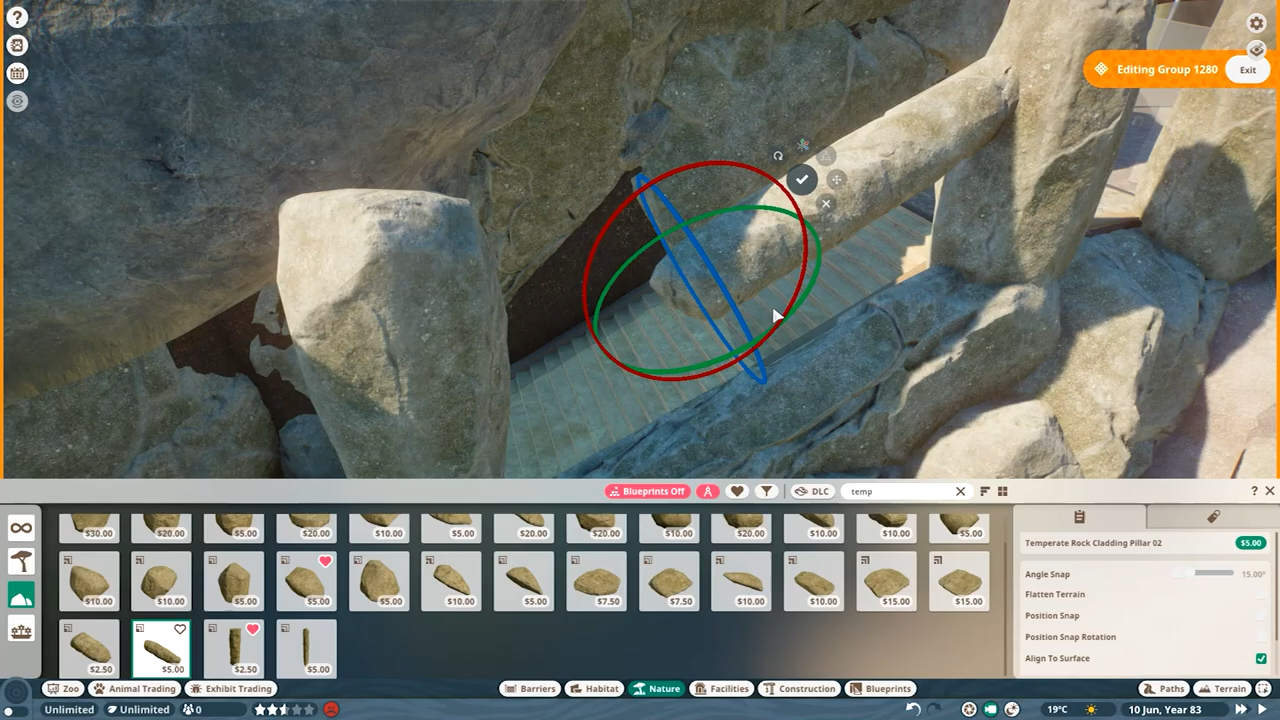 ?
Editing Group 1280 Exit
Blueprints Off DLC temp ?
$30.00 $20.00 $5.00 $20.00 $10.00 $5.00 $20.00 $20.00 $10.00 $20.00 $10.00 $10.00 $5.00
$10.00 $10.00 $5.00 $5.00 $5.00 $10.00 $5.00 $7.50 $7.50 $10.00 $10.00 $15.00 $15.00
$2.50 $5.00 $2.50 $5.00
Temperate Rock Cladding Pillar 02 $5.00
Angle Snap 15.00°
Flatten Terrain
Position Snap
Position Snap Rotation
Align To Surface
Zoo Animal Trading Exhibit Trading Barriers Habitat Nature Facilities Construction Blueprints Paths Terrain
Unlimited Unlimited 0 19°C 10 Jun, Year 83